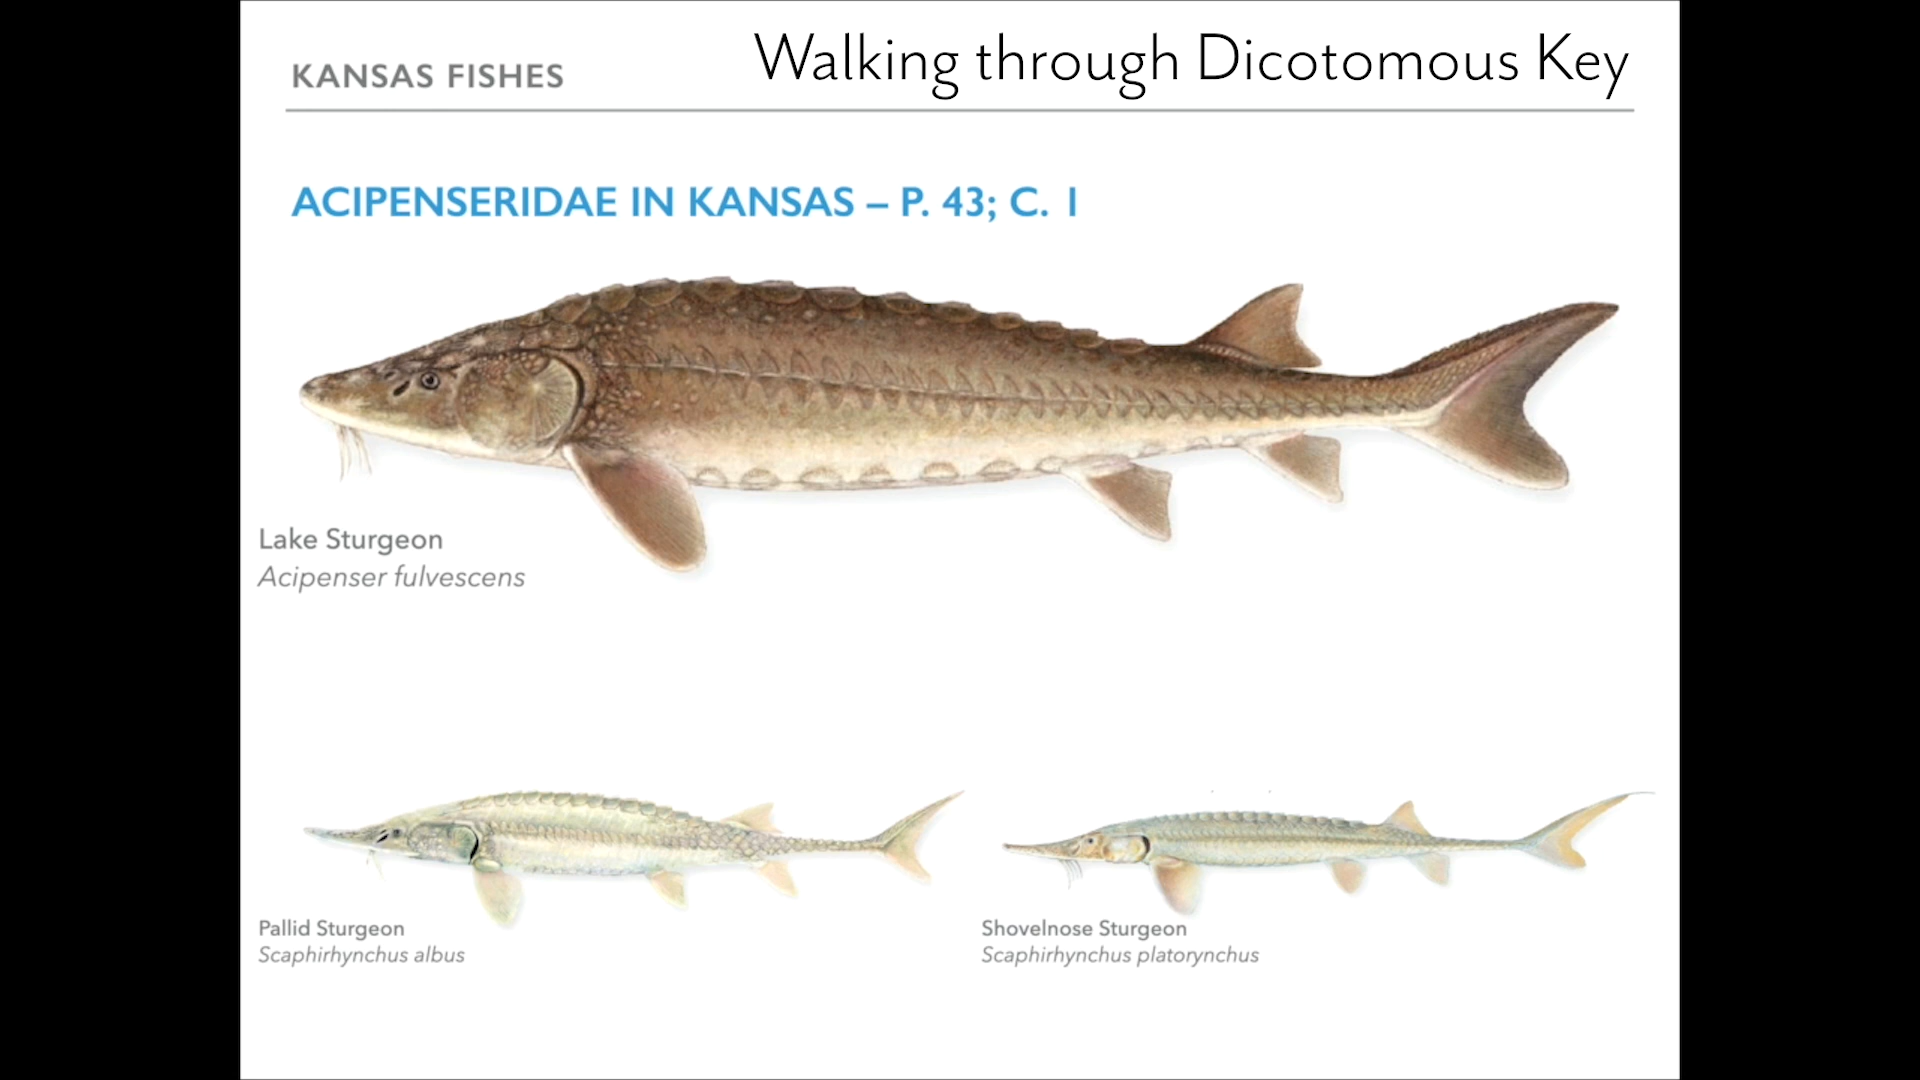 KANSAS FISHES
Walking through Dicotomous Key
ACIPENSERIDAE IN KANSAS – P. 43; C. 1
Lake Sturgeon
Acipenser fulvescens
Pallid Sturgeon
Scaphirhynchus albus
Shovelnose Sturgeon
Scaphirhynchus platorynchus